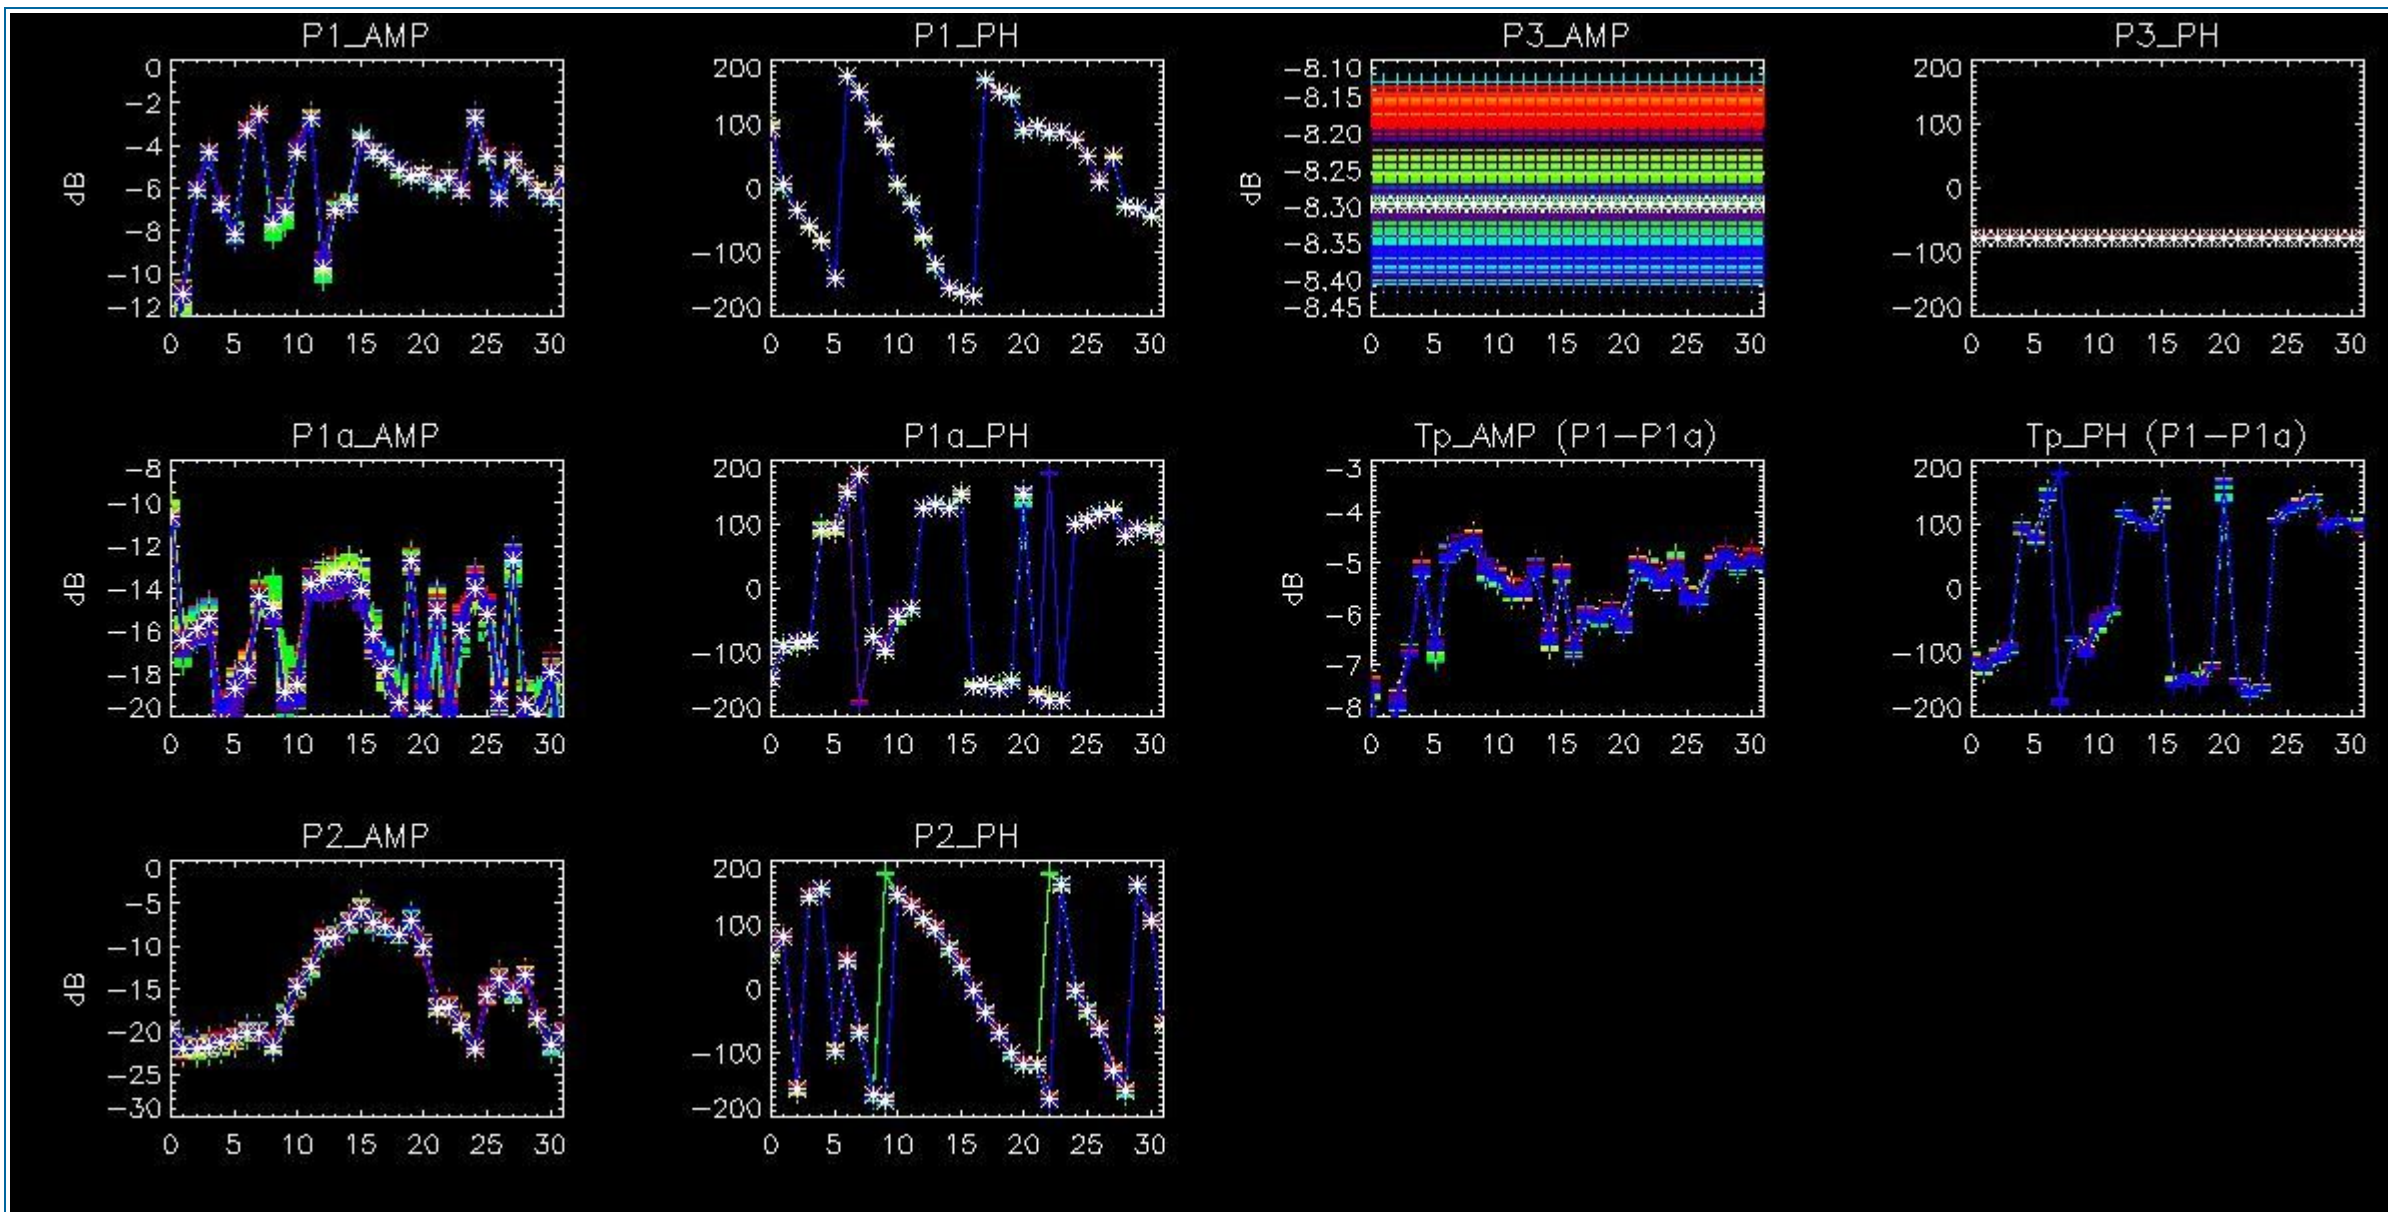 P1_AMP
P1_PH
P3_AMP
P3_PH
0
−2
−4
−6
−8
−10
−12
dB
0 5 10 15 20 25 30
200
100
0
−100
−200
0 5 10 15 20 25 30
−8.10
−8.15
−8.20
−8.25
−8.30
−8.35
−8.40
−8.45
dB
0 5 10 15 20 25 30
200
100
0
−100
−200
0 5 10 15 20 25 30
P1a_AMP
P1a_PH
Tp_AMP (P1−P1a)
Tp_PH (P1−P1a)
−8
−10
−12
−14
−16
−18
−20
dB
0 5 10 15 20 25 30
200
100
0
−100
−200
0 5 10 15 20 25 30
−3
−4
−5
−6
−7
−8
dB
0 5 10 15 20 25 30
200
100
0
−100
−200
0 5 10 15 20 25 30
P2_AMP
P2_PH
0
−5
−10
−15
−20
−25
−30
dB
0 5 10 15 20 25 30
200
100
0
−100
−200
0 5 10 15 20 25 30